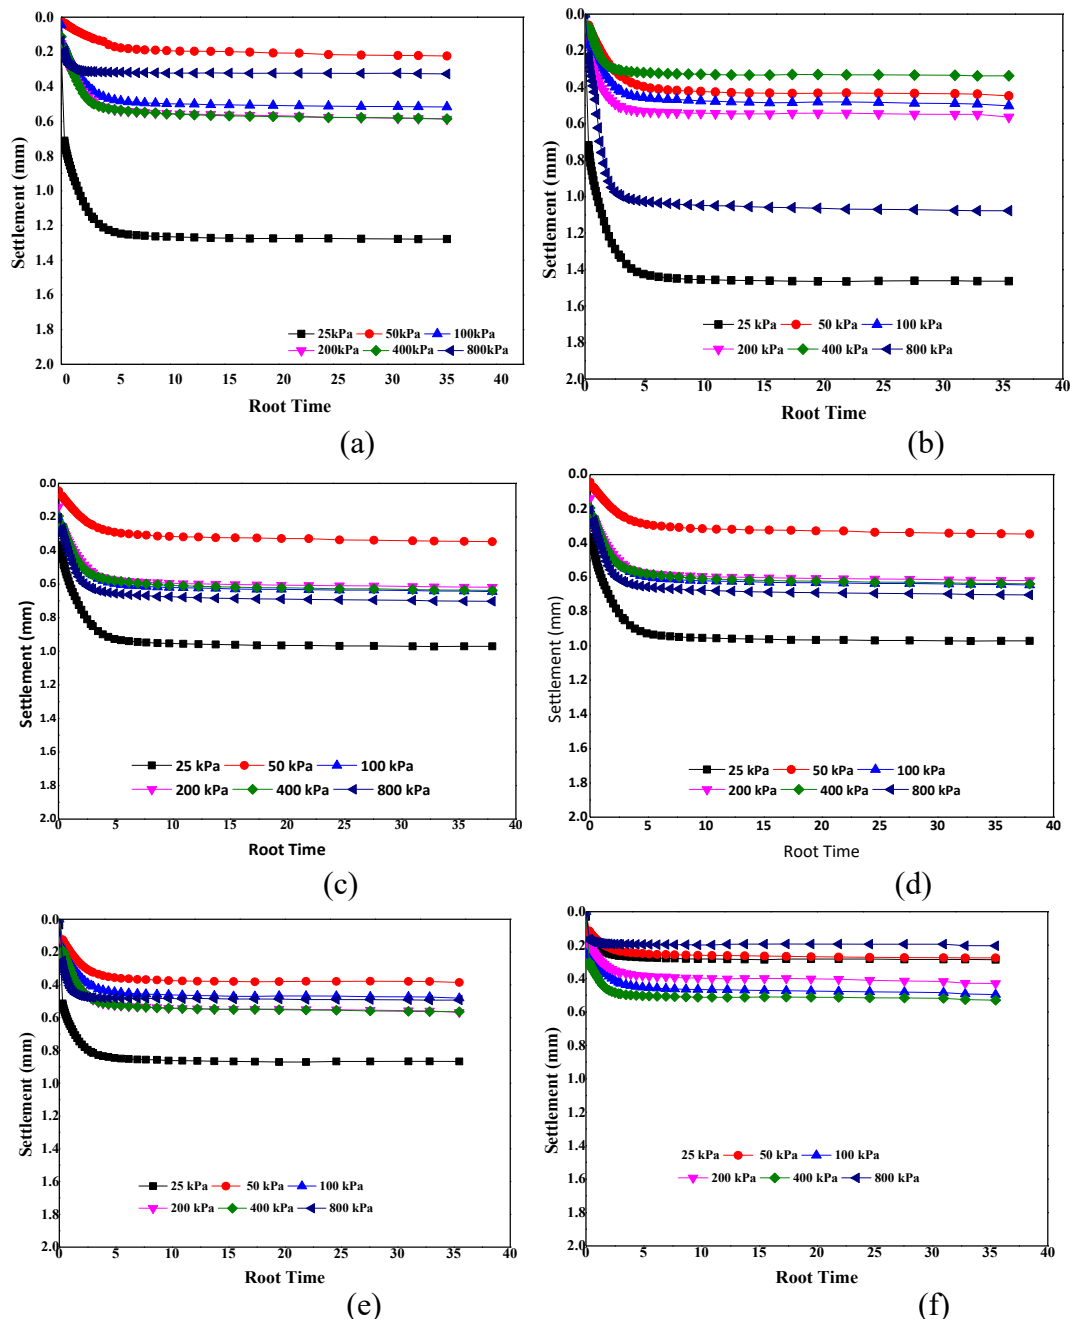 0.0
0.2
0.4
0.6
0.8
1.0
1.2
1.4
1.6
1.8
2.0
Settlement (mm)
25kPa 50kPa 100kPa
200kPa 400kPa 800kPa
0 5 10 15 20 25 30 35 40
Root Time
(a)
0.0
0.2
0.4
0.6
0.8
1.0
1.2
1.4
1.6
1.8
2.0
Settlement (mm)
25 kPa 50 kPa 100 kPa
200 kPa 400 kPa 800 kPa
0 5 10 15 20 25 30 35 40
Root Time
(b)
0.0
0.2
0.4
0.6
0.8
1.0
1.2
1.4
1.6
1.8
2.0
Settlement (mm)
25 kPa 50 kPa 100 kPa
200 kPa 400 kPa 800 kPa
0 5 10 15 20 25 30 35 40
Root Time
(c)
0.0
0.2
0.4
0.6
0.8
1.0
1.2
1.4
1.6
1.8
2.0
Settlement (mm)
25 kPa 50 kPa 100 kPa
200 kPa 400 kPa 800 kPa
0 5 10 15 20 25 30 35 40
Root Time
(d)
0.0
0.2
0.4
0.6
0.8
1.0
1.2
1.4
1.6
1.8
2.0
Settlement (mm)
25 kPa 50 kPa 100 kPa
200 kPa 400 kPa 800 kPa
0 5 10 15 20 25 30 35 40
Root Time
(e)
0.0
0.2
0.4
0.6
0.8
1.0
1.2
1.4
1.6
1.8
2.0
Settlement (mm)
25 kPa 50 kPa 100 kPa
200 kPa 400 kPa 800 kPa
0 5 10 15 20 25 30 35 40
Root Time
(f)